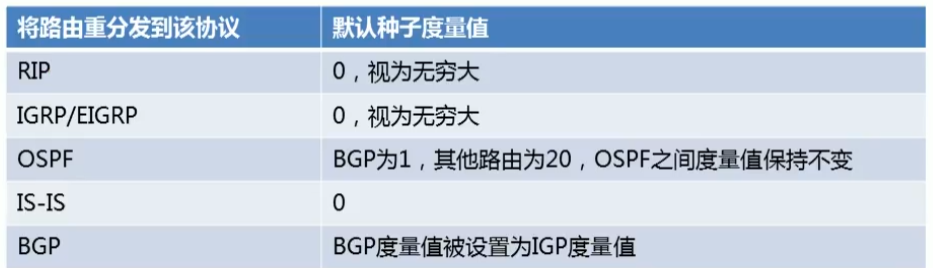 将路由重分发到该协议 默认种子度量值
RIP 0，视为无穷大
IGRP/EIGRP 0，视为无穷大
OSPF BGP为1，其他路由为20，OSPF之间度量值保持不变
IS-IS 0
BGP BGP度量值被设置为IGP度量值